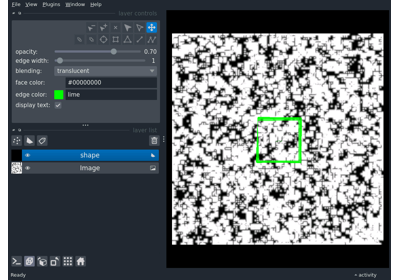 File View Plugins Window Help
layer controls
opacity: 0.70
edge width: 1
blending: translucent
face color: #00000000
edge color: lime
display text:
layer list
shape
Image
Ready activity